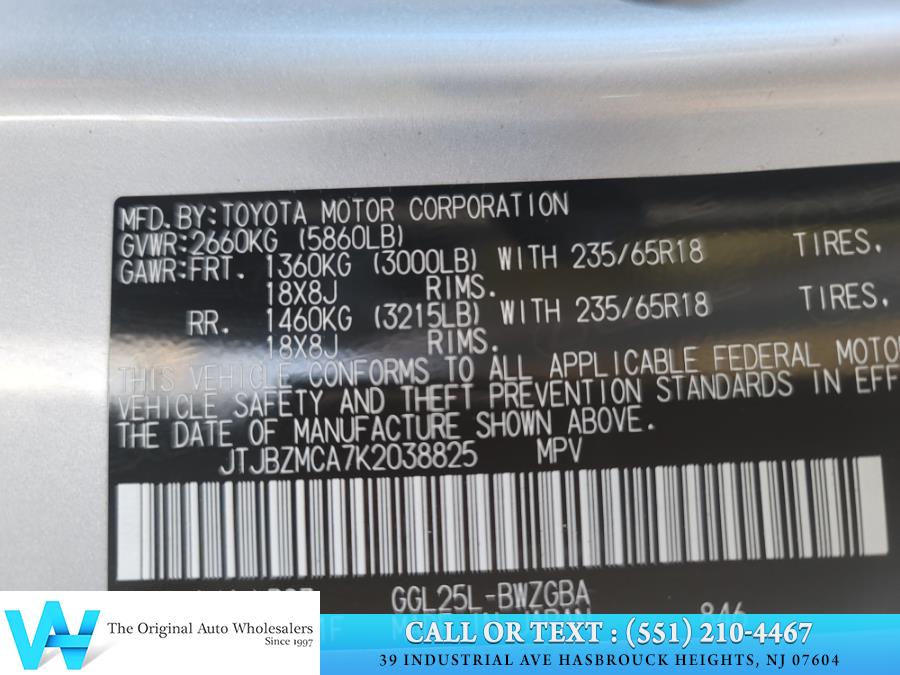 MFD.BY:TOYOTA MOTOR CORPORATION
GVWR:2660KG (5860LB)
GAWR:FRT. 1360KG (3000LB) WITH 235/65R18 TIRES.
18X8J RIMS.
RR. 1460KG (3215LB) WITH 235/65R18 TIRES,
18X8J RIMS.
THIS VEHICLE CONFORMS TO ALL APPLICABLE FEDERAL MOTO
VEHICLE SAFETY AND THEFT PREVENTION STANDARDS IN EFF
THE DATE OF MANUFACTURE SHOWN ABOVE.
JTJBZMCA7K2038825 MPV
GGL25L-BWZGBA
846
The Original Auto Wholesalers
Since 1997
CALL OR TEXT : (551) 210-4467
39 INDUSTRIAL AVE HASBROUCK HEIGHTS, NJ 07604